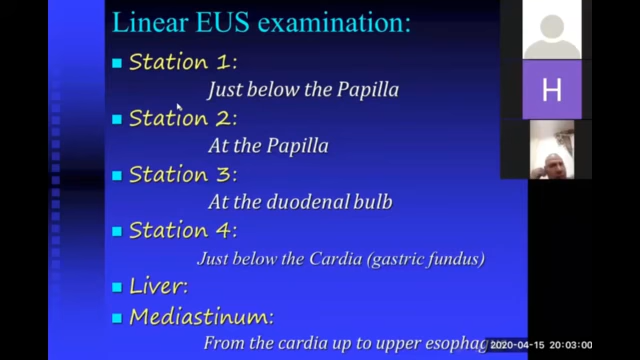 Linear EUS examination:
Station 1:
Just below the Papilla
Station 2:
At the Papilla
Station 3:
At the duodenal bulb
Station 4:
Just below the Cardia (gastric fundus)
Liver:
Mediastinum:
From the cardia up to upper esophag
2020-04-15 20:03:00
H